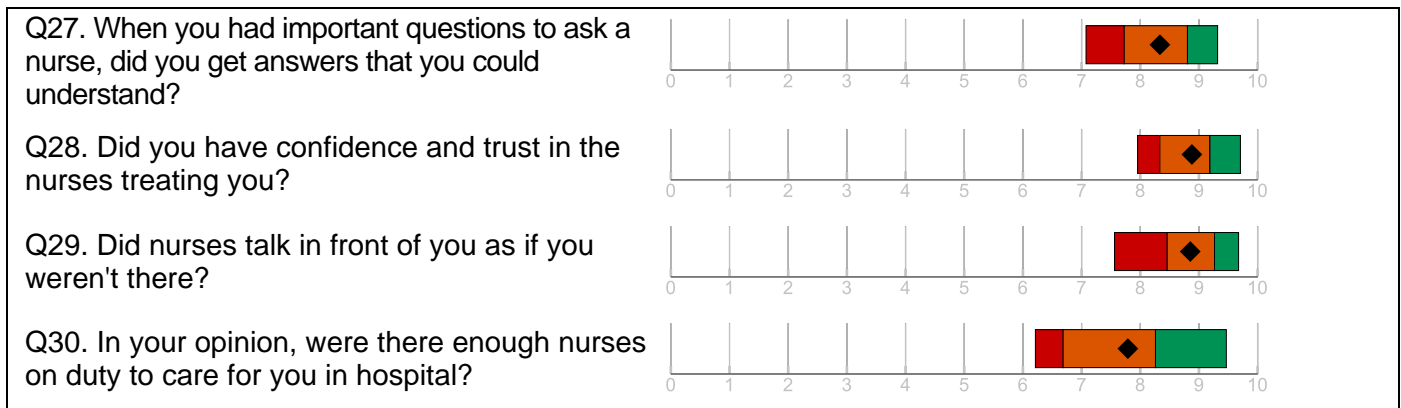 Q27. When you had important questions to ask a
nurse, did you get answers that you could
understand?
0 1 2 3 4 5 6 7 8 9 10
Q28. Did you have confidence and trust in the
nurses treating you?
0 1 2 3 4 5 6 7 8 9 10
Q29. Did nurses talk in front of you as if you
weren't there?
0 1 2 3 4 5 6 7 8 9 10
Q30. In your opinion, were there enough nurses
on duty to care for you in hospital?
0 1 2 3 4 5 6 7 8 9 10